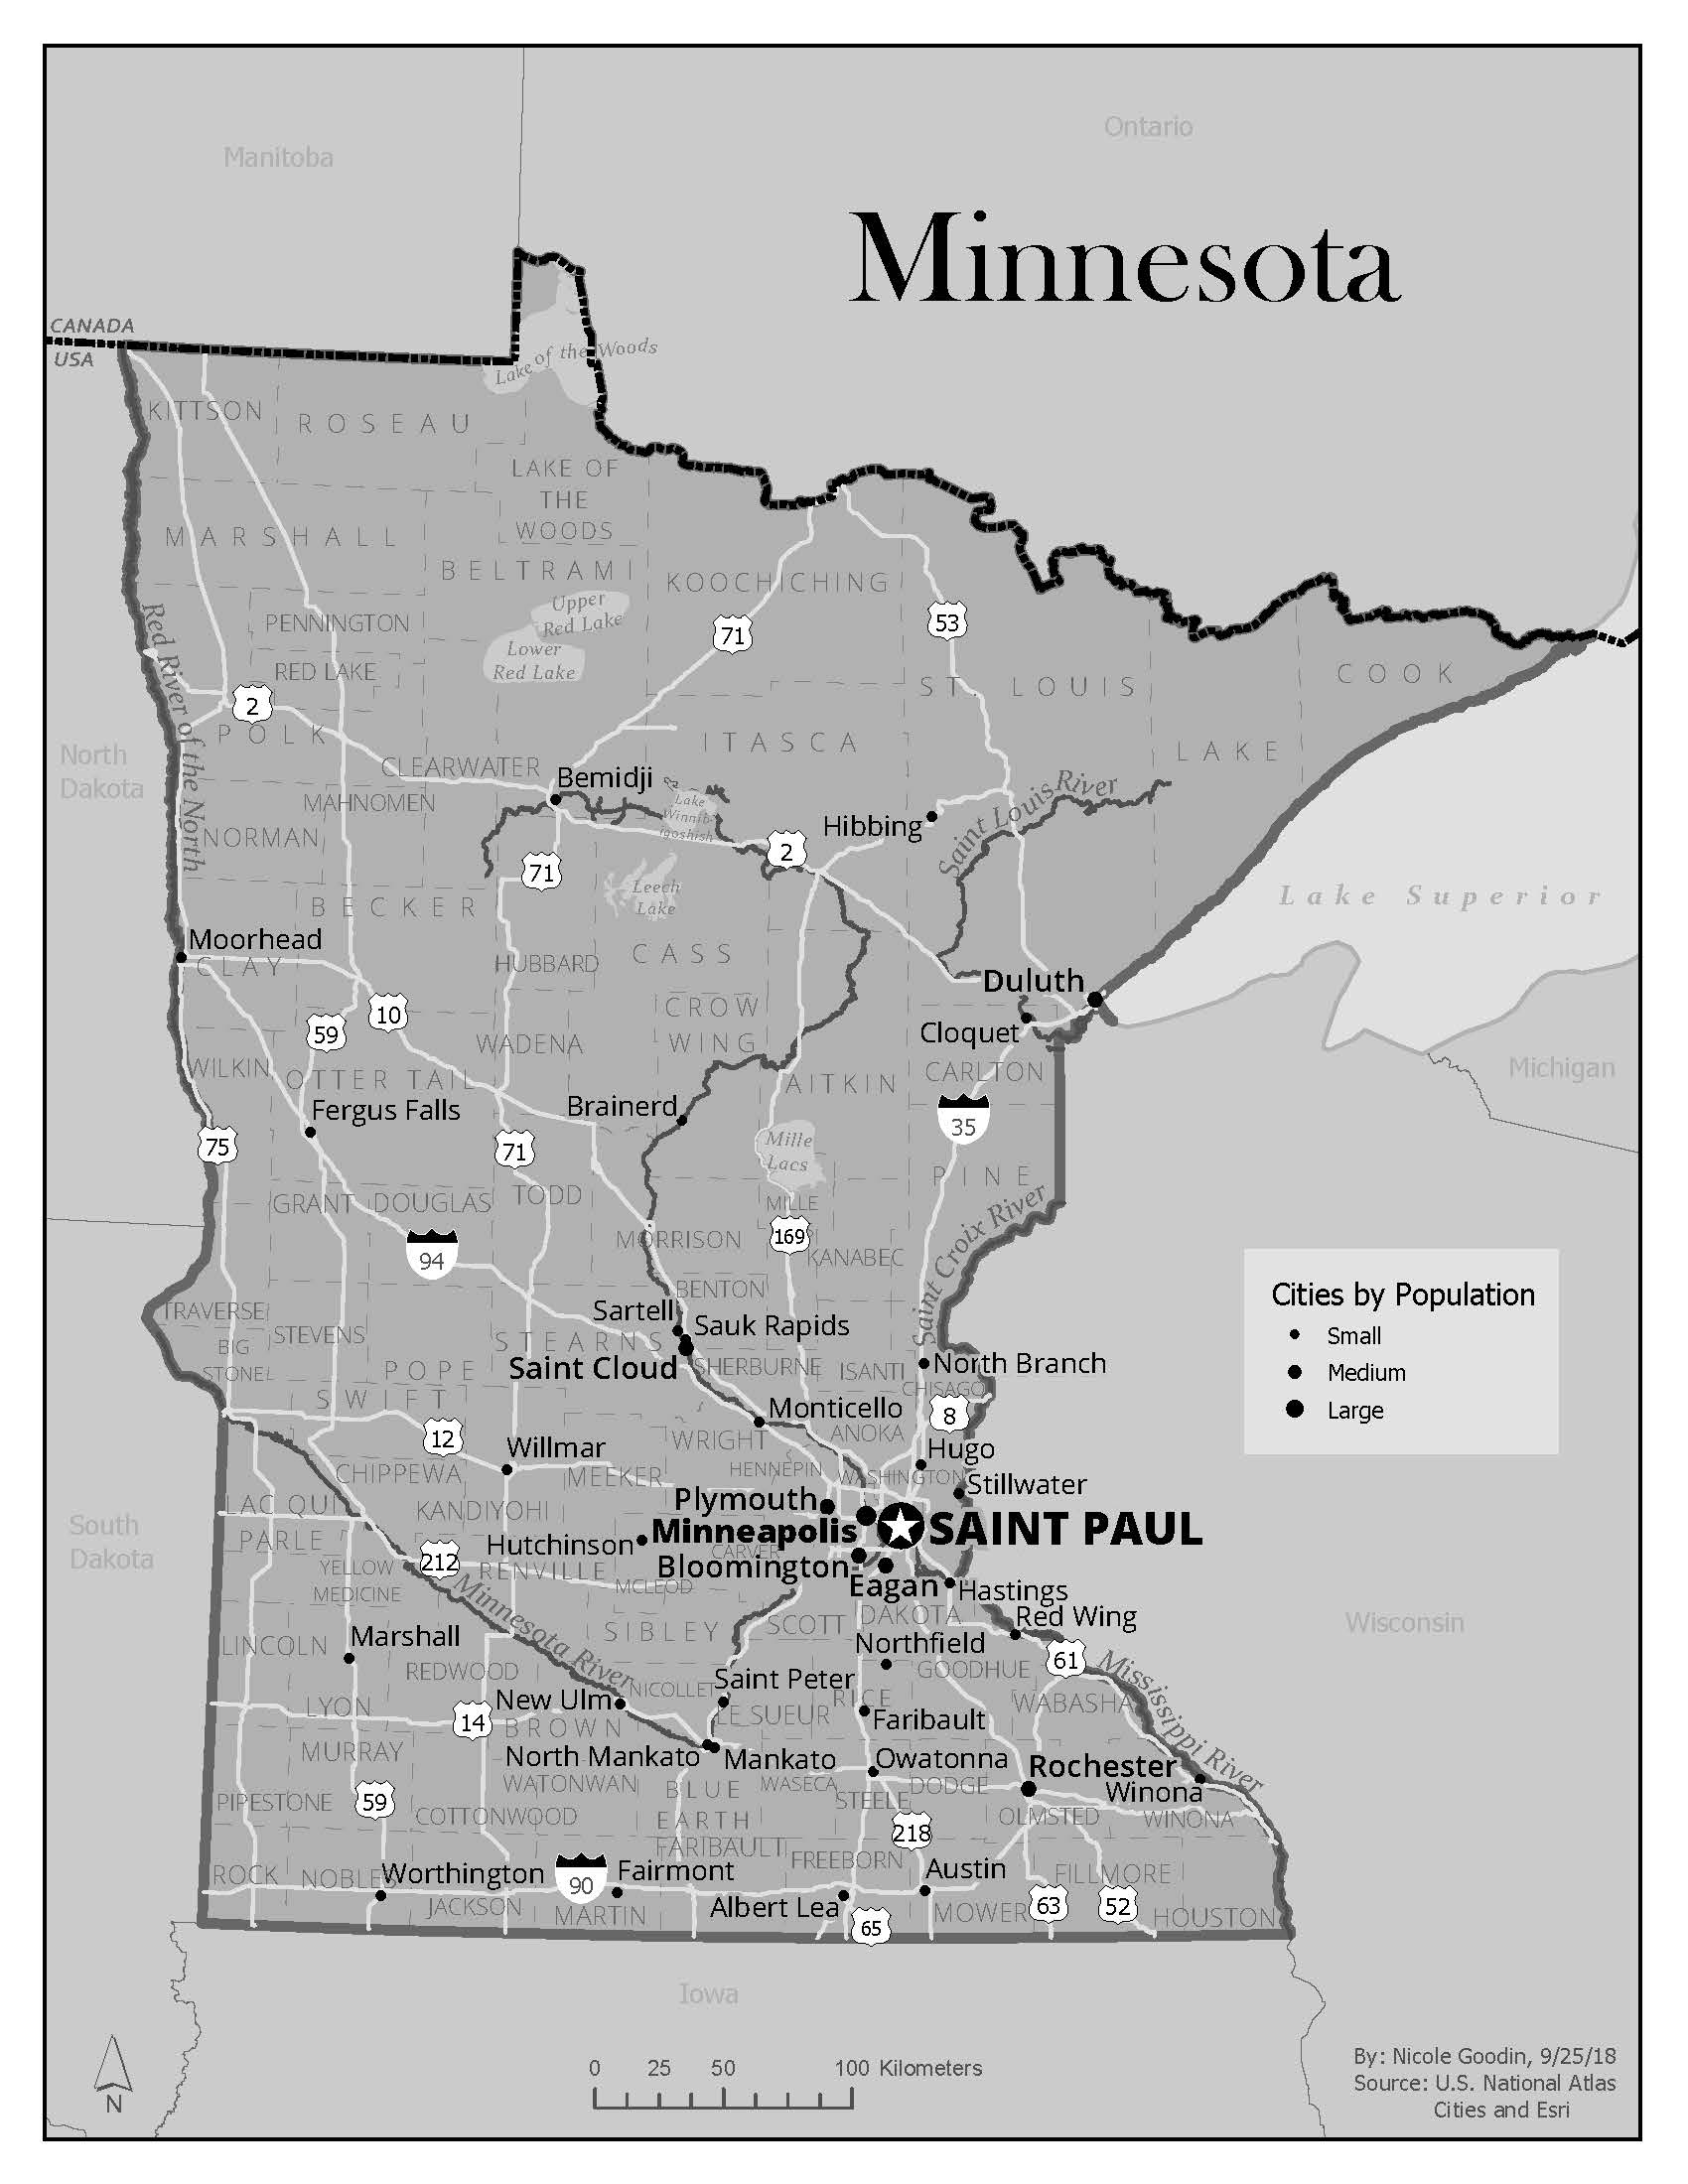 Manitoba
Ontario
Minnesota
CANADA
USA
Lake of the Woods
KITTSON
ROSEAU
LAKE OF
THE
WOODS
MARSHALL
BELTRAMI
KOOCHICHING
Upper
Red Lake
PENNINGTON
Red River of the North
71
53
Lower
Red Lake
RED LAKE
COOK
ST. LOUIS
2
POLK
ITASCA
LAKE
North
Dakota
CLEARWATER
Bemidji
Saint Louis River
MAHNOMEN
Lake
Winnib-
igoshish
Hibbing
NORMAN
2
71
Leech
Lake
Lake Superior
BECKER
Moorhead
CLAY
HUBBARD
CASS
Duluth
10
CROW
WING
59
Cloquet
WADENA
Michigan
WILKIN
OTTER TAIL
AITKIN
CARLTON
Fergus Falls
Brainerd
35
75
71
Mille
Lacs
PINE
GRANT
DOUGLAS
TODD
MILLE
Saint Croix River
94
MORRISON
169
KANABEC
BENTON
Cities by Population
Small
Medium
Large
TRAVERSE
Sartell
Sauk Rapids
BIG
STONE
STEVENS
STEARNS
POPE
Saint Cloud
SHERBURNE
ISANTI
North Branch
CHISAGO
SWIFT
Monticello
8
12
Willmar
WRIGHT
ANOKA
Hugo
CHIPPEWA
MEEKER
HENNEPIN
WASHINGTON
Stillwater
LAC QUI
PARLE
KANDIYOHI
Plymouth
Minneapolis
SAINT PAUL
South
Dakota
Hutchinson
CARVER
YELLOW
MEDICINE
212
RENVILLE
MCLEOD
Bloomington
Eagan
Hastings
Minnesota River
SIBLEY
SCOTT
DAKOTA
Red Wing
Wisconsin
LINCOLN
Marshall
Northfield
REDWOOD
GOODHUE
61
Mississippi River
Saint Peter
NICOLLET
New Ulm
LYON
RICE
WABASHA
14
BROWN
LE SUEUR
Faribault
MURRAY
North Mankato
Mankato
Owatonna
Rochester
WATONWAN
BLUE
EARTH
WASECA
DODGE
Winona
PIPESTONE
59
COTTONWOOD
STEELE
OLMSTED
WINONA
218
FARIBAULT
FREEBORN
ROCK
NOBLES
Worthington
90
Fairmont
Austin
FILLMORE
JACKSON
MARTIN
Albert Lea
65
MOWER
63
52
HOUSTON
Iowa
N
0 25 50 100 Kilometers
By: Nicole Goodin, 9/25/18
Source: U.S. National Atlas
Cities and Esri